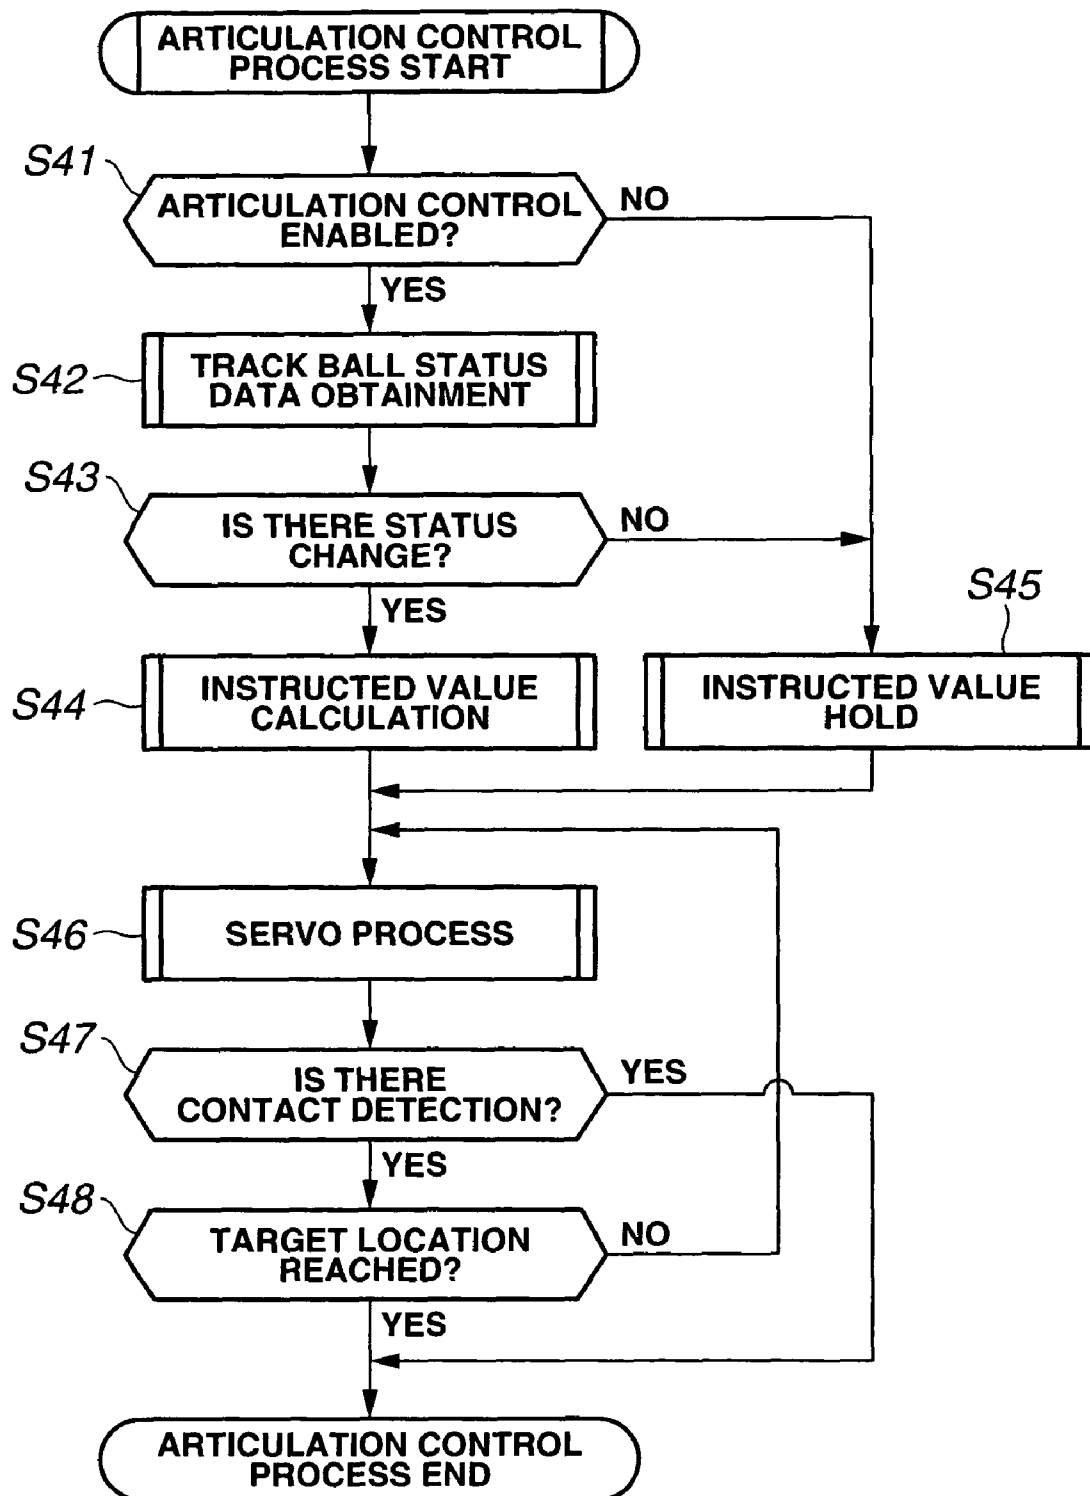 ARTICULATION CONTROL
PROCESS START
S41
ARTICULATION CONTROL
ENABLED?
NO
YES
S42
TRACK BALL STATUS
DATA OBTAINMENT
S43
IS THERE STATUS
CHANGE?
NO
YES
S44
INSTRUCTED VALUE
CALCULATION
S45
INSTRUCTED VALUE
HOLD
S46
SERVO PROCESS
S47
IS THERE
CONTACT DETECTION?
YES
YES
S48
TARGET LOCATION
REACHED?
NO
YES
ARTICULATION CONTROL
PROCESS END